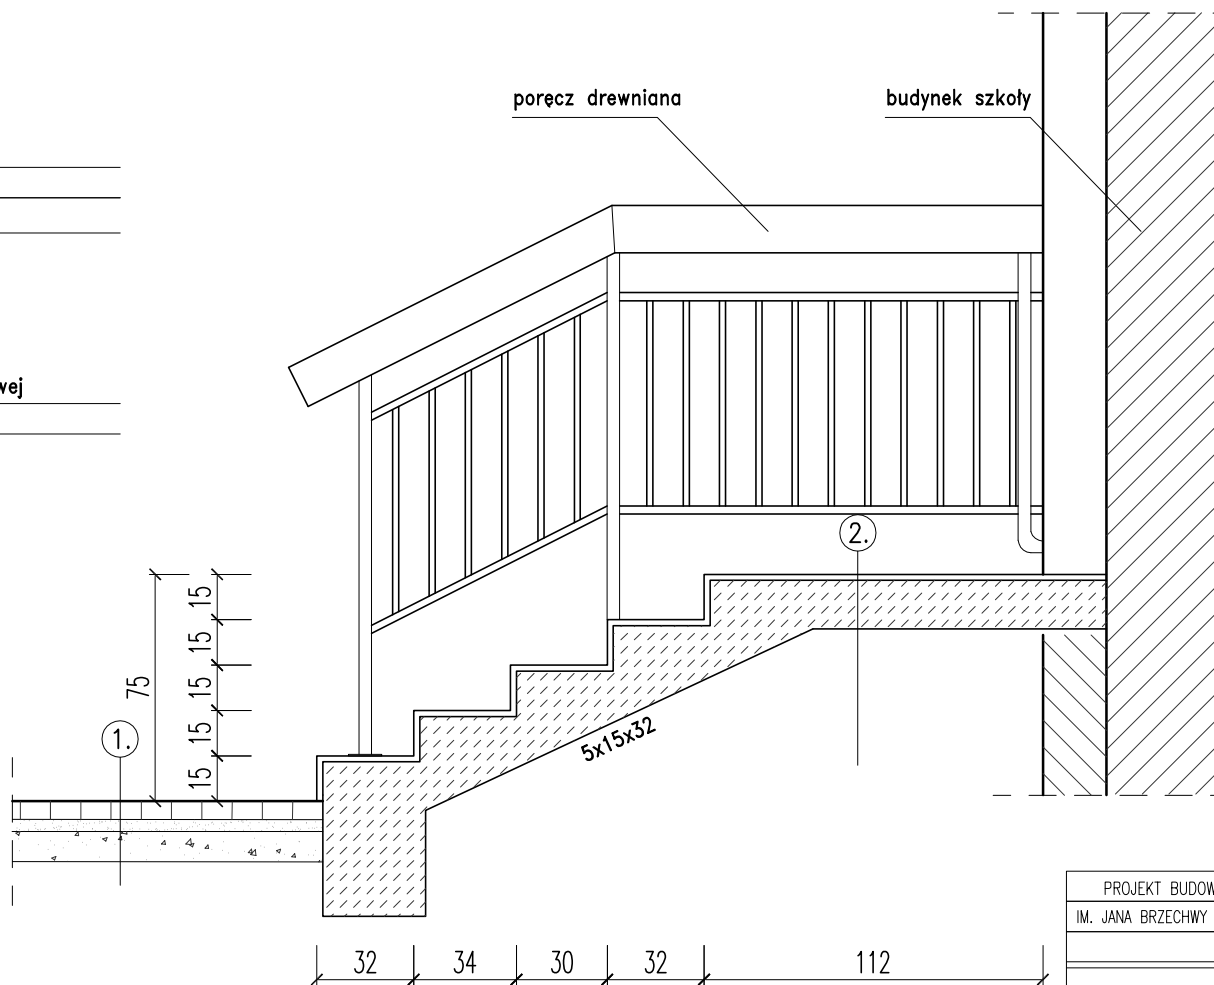 poręcz drewniana
budynek szkoły
wej
2.
15
15
15
15
15
75
1.
5x15x32
PROJEKT BUDOW
IM. JANA BRZECHWY
32
34
30
32
112